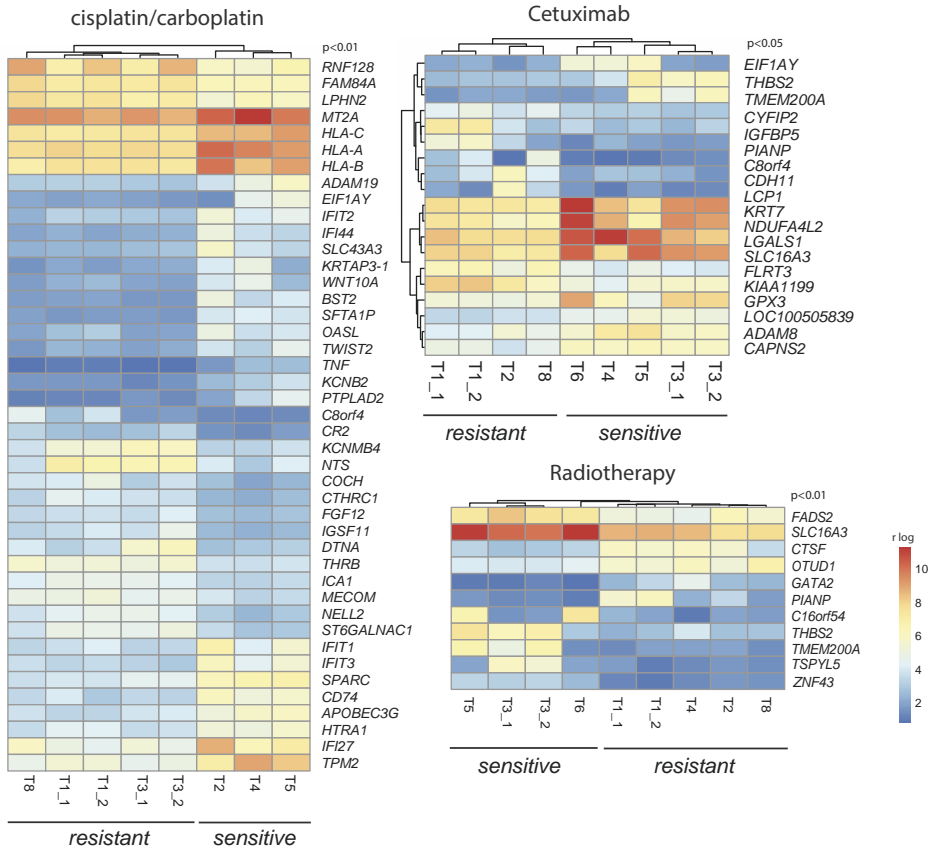 cisplatin/carboplatin
p<0.01
RNF128
FAM84A
LPHN2
MT2A
HLA-C
HLA-A
HLA-B
ADAM19
EIF1AY
IFIT2
IFI44
SLC43A3
KRTAP3-1
WNT10A
BST2
SFTA1P
OASL
TWIST2
TNF
KCNB2
PTPLAD2
C8orf4
CR2
KCNMB4
NTS
COCH
CTHRC1
FGF12
IGSF11
DTNA
THRB
ICA1
MECOM
NELL2
ST6GALNAC1
IFIT1
IFIT3
SPARC
CD74
APOBEC3G
HTRA1
IFI27
TPM2
T8 T1_1 T1_2 T3_1 T3_2 T2 T4 T5
resistant sensitive
Cetuximab
p<0.05
EIF1AY
THBS2
TMEM200A
CYFIP2
IGFBP5
PIANP
C8orf4
CDH11
LCP1
KRT7
NDUFA4L2
LGALS1
SLC16A3
FLRT3
KIAA1199
GPX3
LOC100505839
ADAM8
CAPNS2
T1_1 T1_2 T2 T8 T6 T4 T5 T3_1 T3_2
resistant sensitive
Radiotherapy
p<0.01
FADS2
SLC16A3
CTSF
OTUD1
GATA2
PIANP
C16orf54
THBS2
TMEM200A
TSPYL5
ZNF43
T5 T3_1 T3_2 T6 T1_1 T1_2 T4 T2 T8
sensitive resistant
r log
10
8
6
4
2